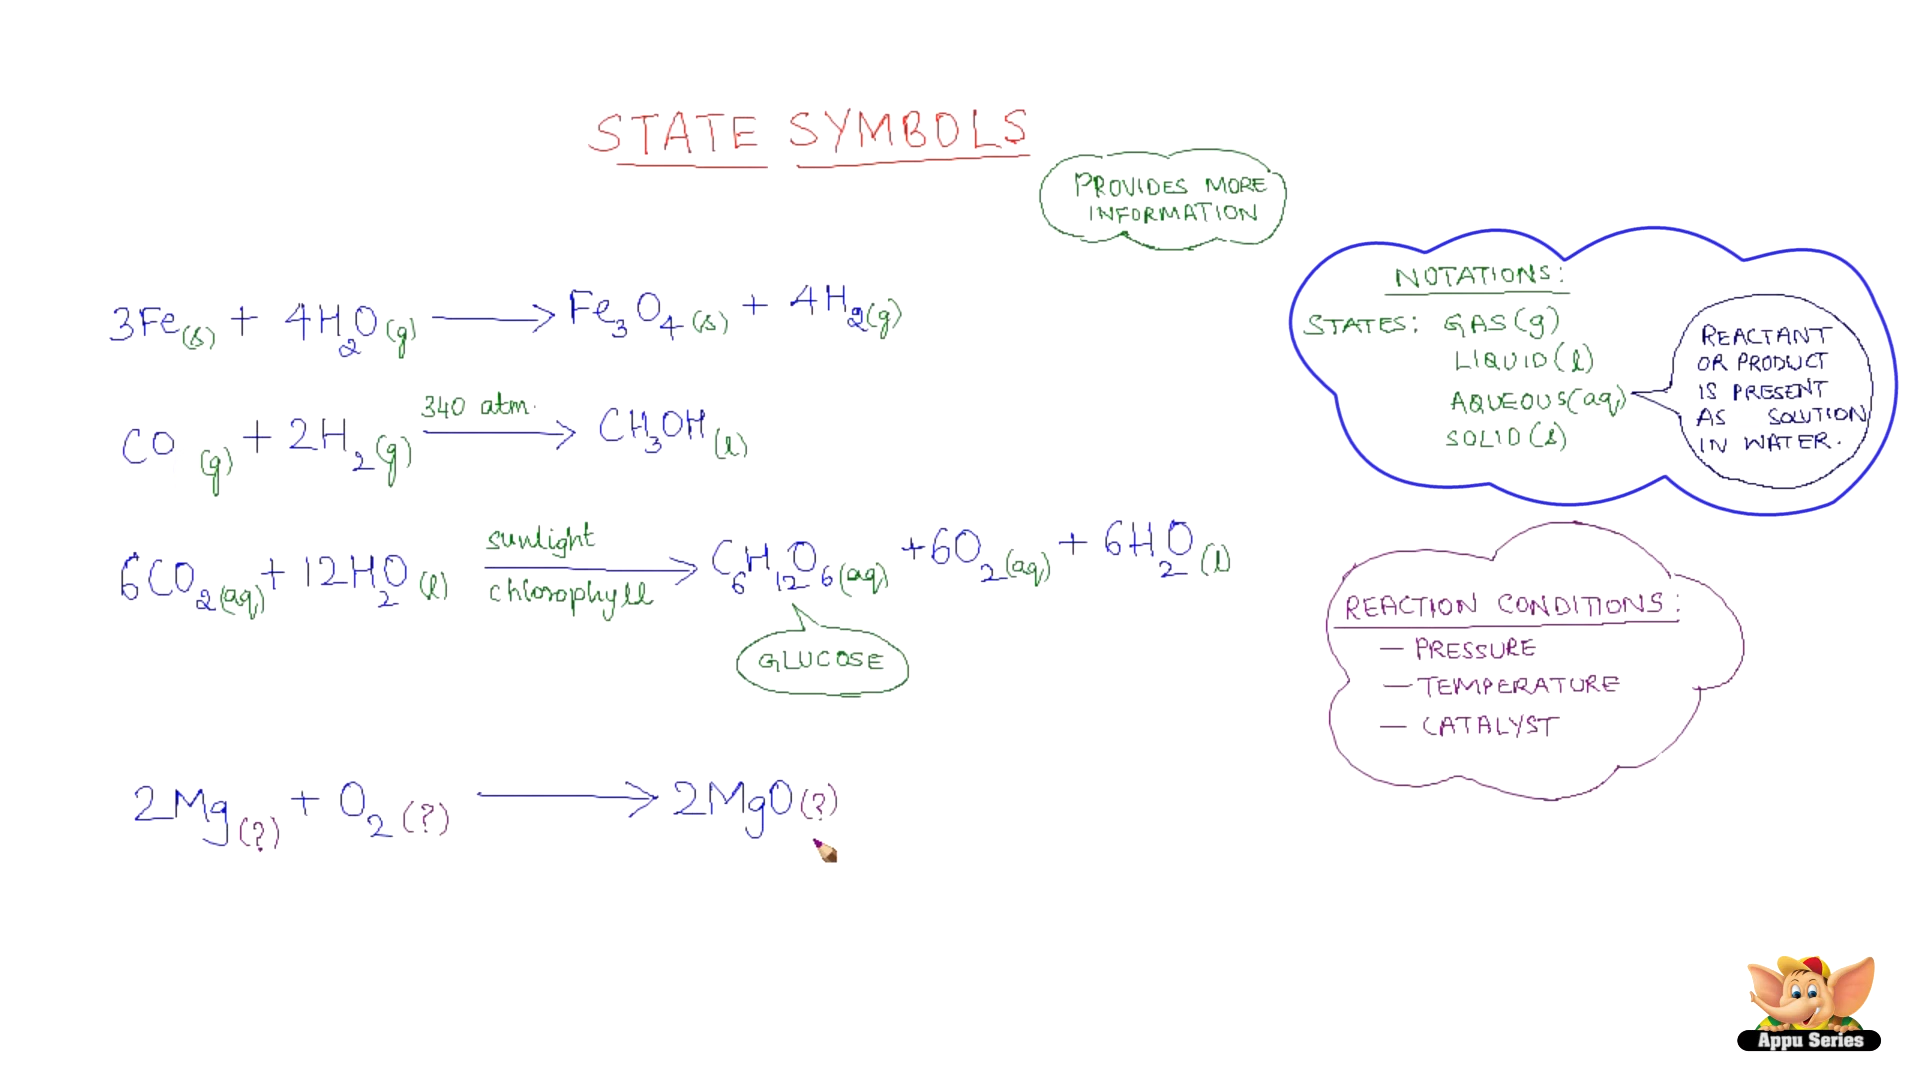 STATE SYMBOLS
PROVIDES MORE
INFORMATION
3Fe(s) + 4H₂O(g) ⟶ Fe₃O₄(s) + 4H₂(g)
340 atm.
CO (g) + 2H₂(g) ⟶ CH₃OH(l)
sunlight
6CO₂(aq) + 12H₂O(l) ⟶ C₆H₁₂O₆(aq) + 6O₂(aq) + 6H₂O(l)
chlorophyll
GLUCOSE
2Mg(?) + O₂(?) ⟶ 2MgO(?)
NOTATIONS:
STATES: GAS(g)
LIQUID(l)
AQUEOUS(aq)
SOLID(s)
REACTANT
OR PRODUCT
IS PRESENT
AS SOLUTION
IN WATER.
REACTION CONDITIONS:
— PRESSURE
— TEMPERATURE
— CATALYST
Appu Series